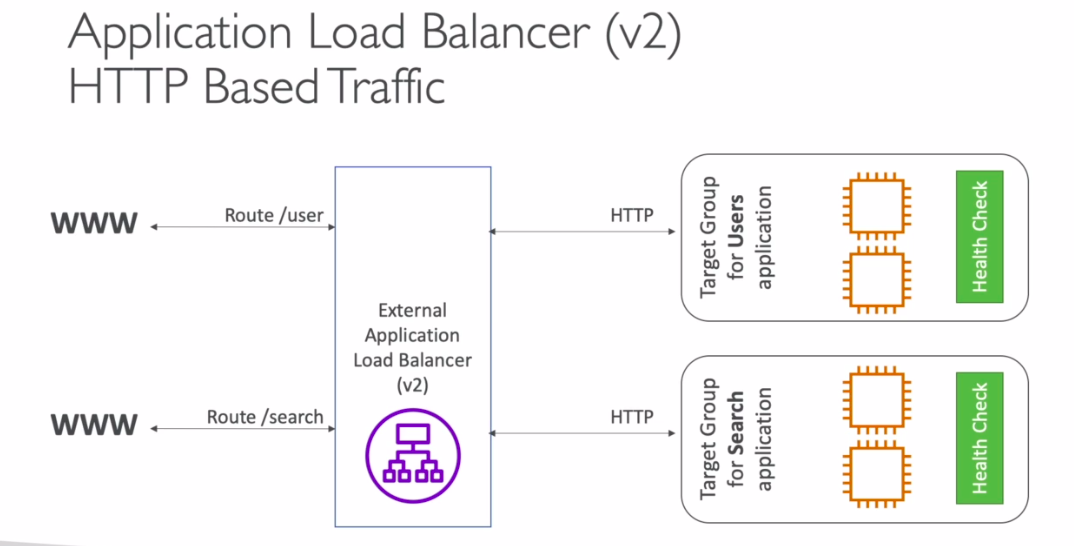 Application Load Balancer (v2)
HTTP Based Traffic
WWW
Route /user
HTTP
Target Group
for Users
application
Health Check
External
Application
Load Balancer
(v2)
WWW
Route /search
HTTP
Target Group
for Search
application
Health Check